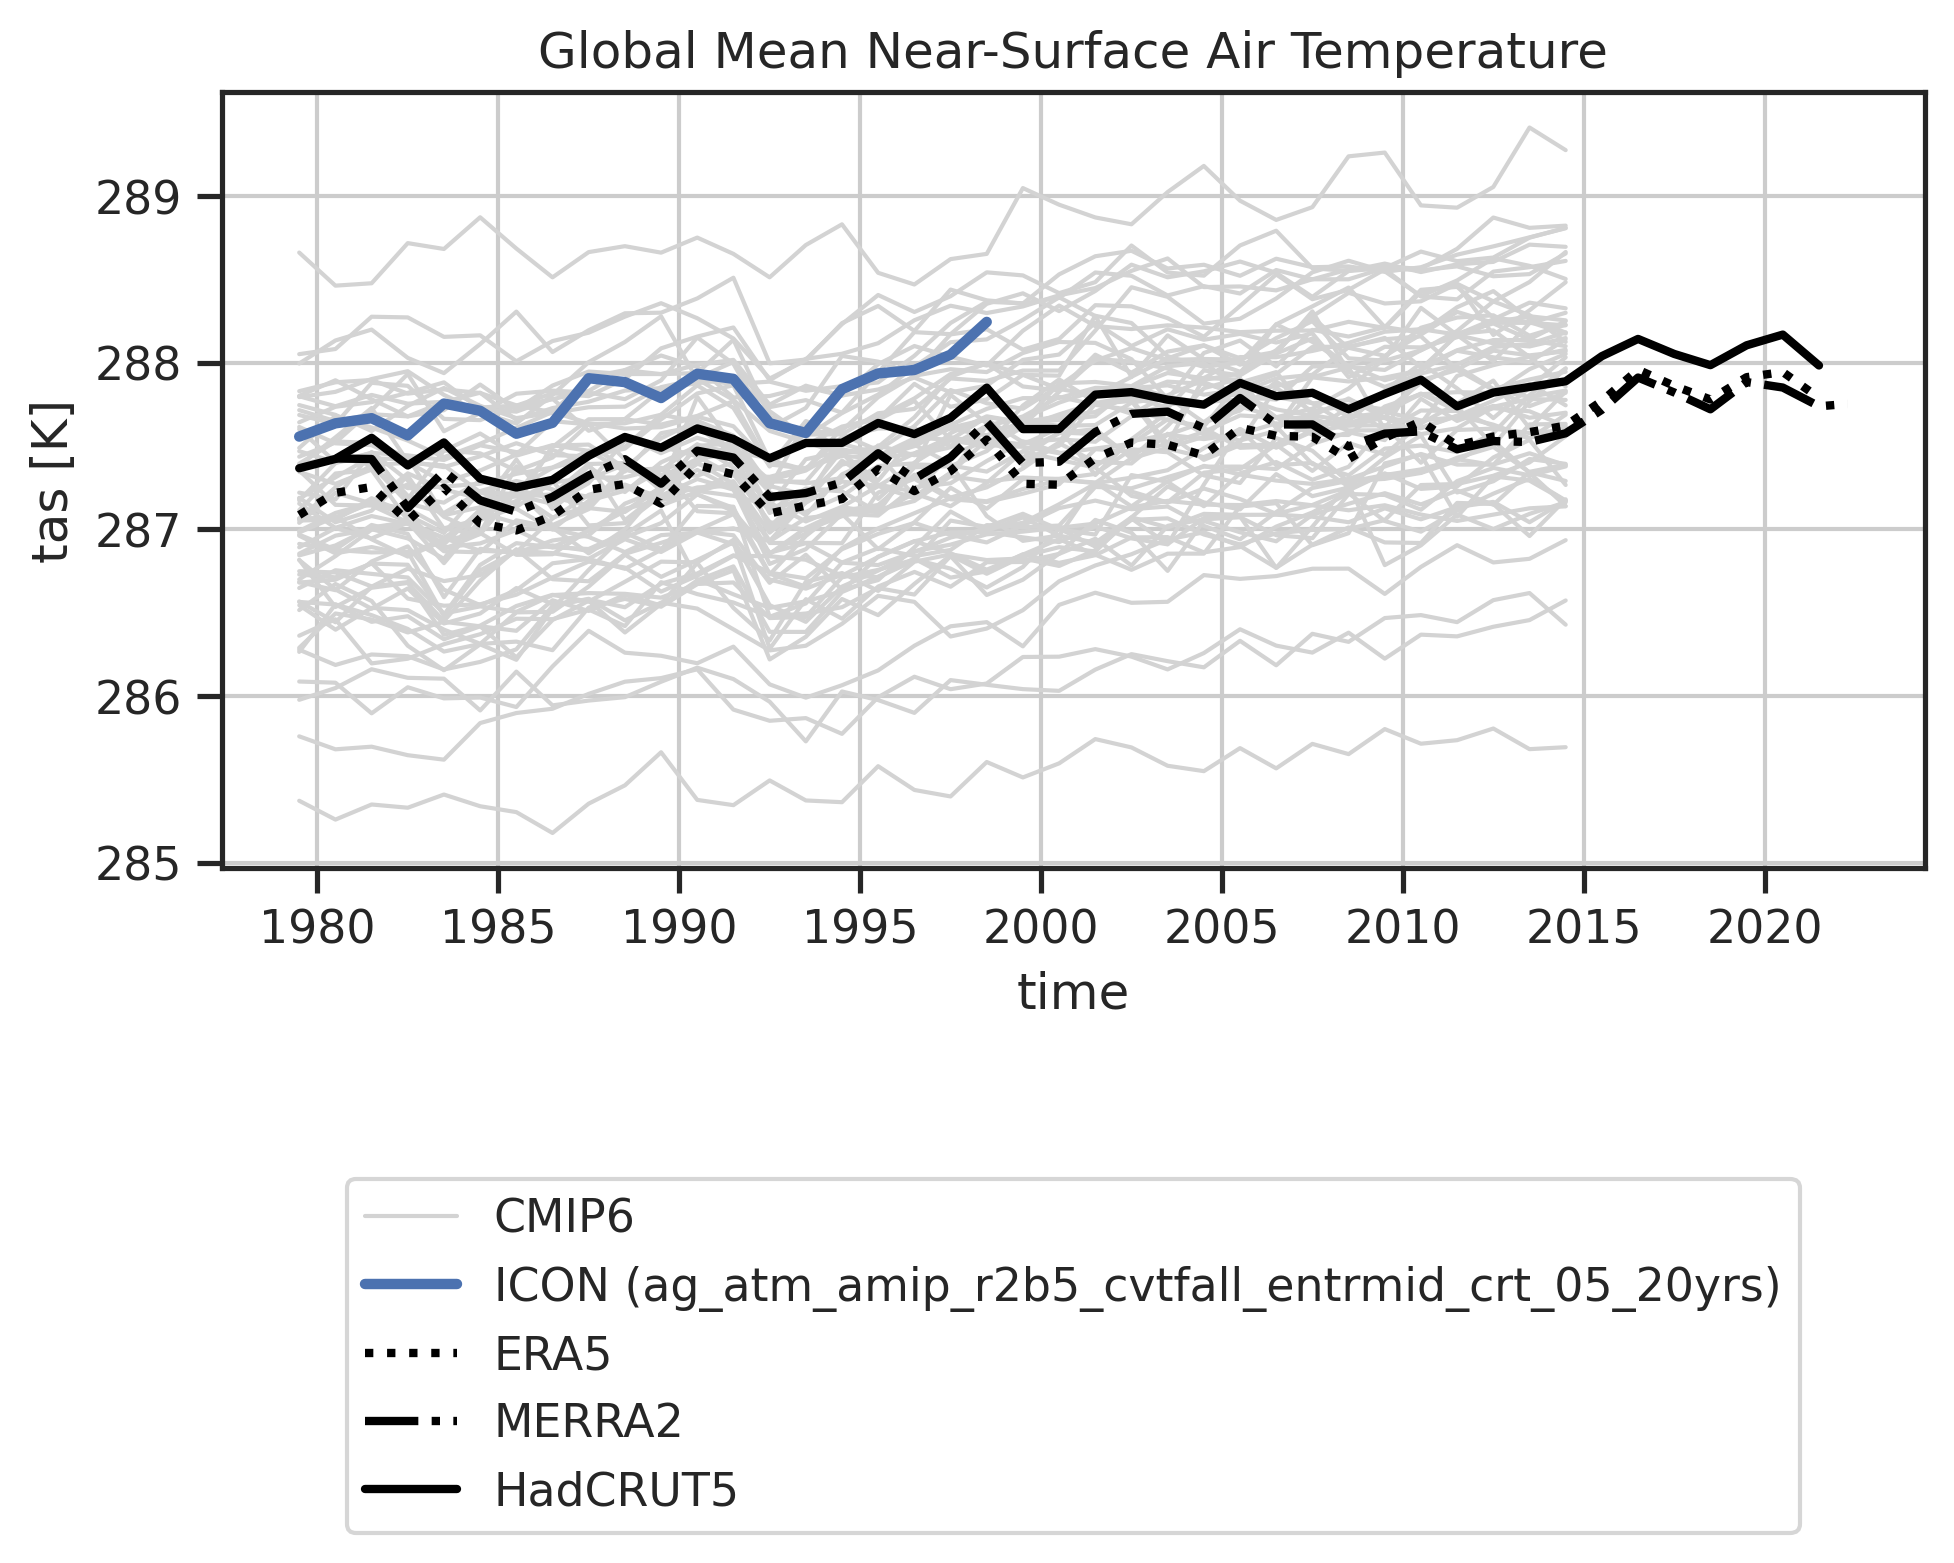 Global Mean Near-Surface Air Temperature
tas [K]
289
288
287
286
285
1980 1985 1990 1995 2000 2005 2010 2015 2020
time
CMIP6
ICON (ag_atm_amip_r2b5_cvtfall_entrmid_crt_05_20yrs)
ERA5
MERRA2
HadCRUT5